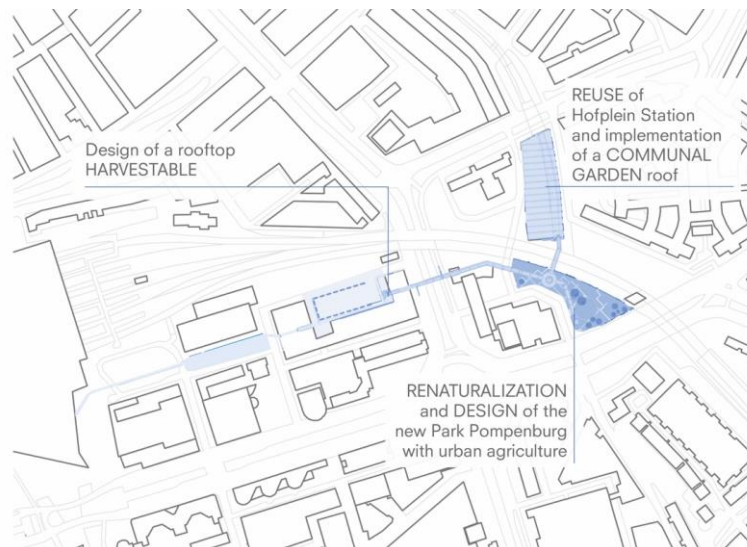 Design of a rooftop
HARVESTABLE
REUSE of
Hofplein Station
and implementation
of a COMMUNAL
GARDEN roof
RENATURALIZATION
and DESIGN of the
new Park Pompenburg
with urban agriculture